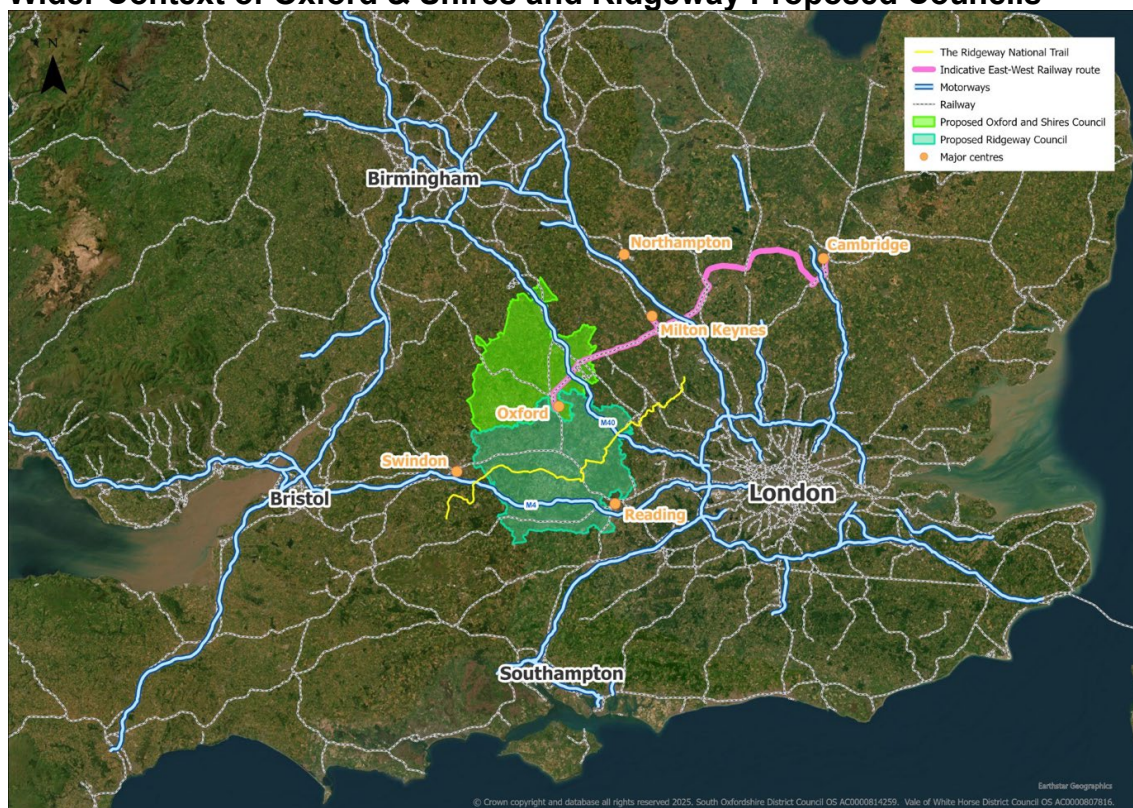 Wider Context of Oxford & Shires and Ridgeway Proposed Councils
N
The Ridgeway National Trail
Indicative East-West Railway route
Motorways
Railway
Proposed Oxford and Shires Council
Proposed Ridgeway Council
Major centres
Birmingham
Northampton
Cambridge
Milton Keynes
Oxford
M40
Swindon
Bristol
M4
Reading
London
Southampton
Earthstar Geographics
© Crown copyright and database all rights reserved 2025. South Oxfordshire District Council OS AC0000814259. Vale of White Horse District Council OS AC0000807816.